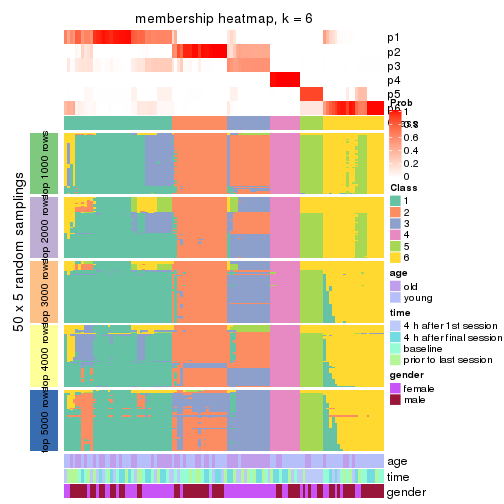 membership heatmap, k = 6
p1
p2
p3
p4
p5
Prob
1
0.8
0.6
0.4
0.2
0
Class
1
2
3
4
5
6
age
old
young
time
4 h after 1st session
4 h after final session
baseline
prior to last session
gender
female
male
50 x 5 random samplings
top 1000 rows
top 2000 rows
top 3000 rows
top 4000 rows
top 5000 rows
age
time
gender